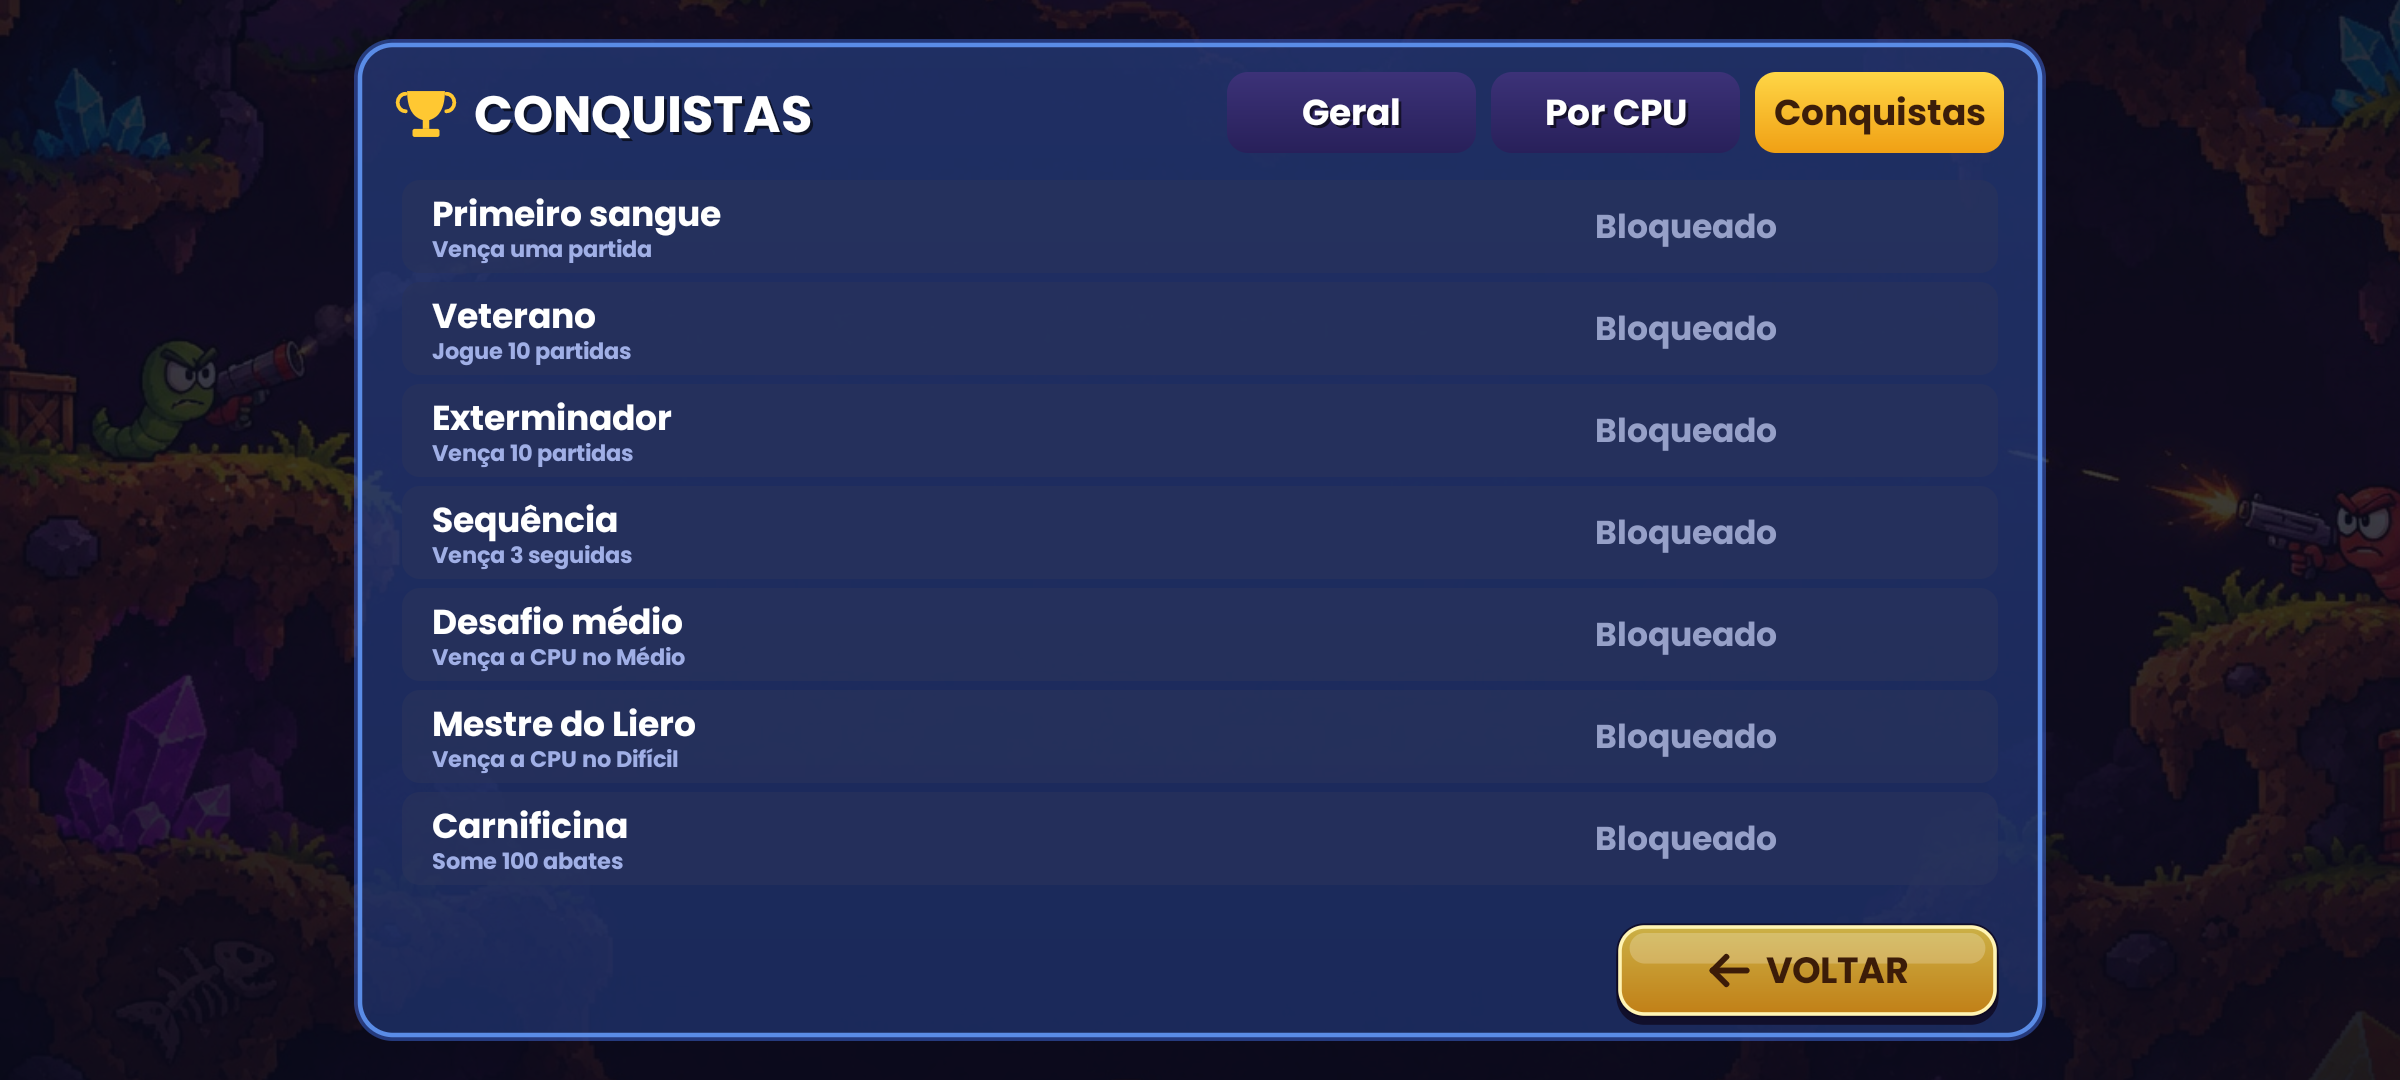 CONQUISTAS
Geral
Por CPU
Conquistas
Primeiro sangue
Vença uma partida
Bloqueado
Veterano
Jogue 10 partidas
Bloqueado
Exterminador
Vença 10 partidas
Bloqueado
Sequência
Vença 3 seguidas
Bloqueado
Desafio médio
Vença a CPU no Médio
Bloqueado
Mestre do Liero
Vença a CPU no Difícil
Bloqueado
Carnificina
Some 100 abates
Bloqueado
VOLTAR